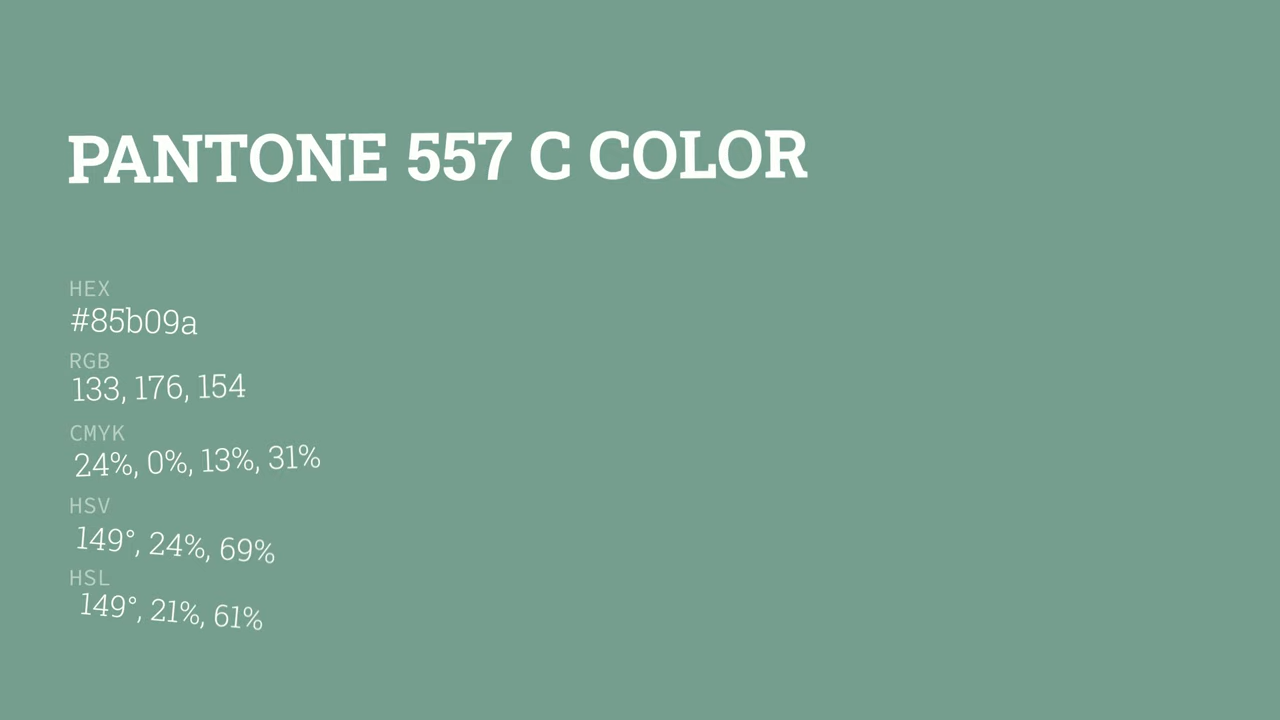 PANTONE 557 C COLOR
HEX
#85b09a
RGB
133, 176, 154
CMYK
24%, 0%, 13%, 31%
HSV
149°, 24%, 69%
HSL
149°, 21%, 61%